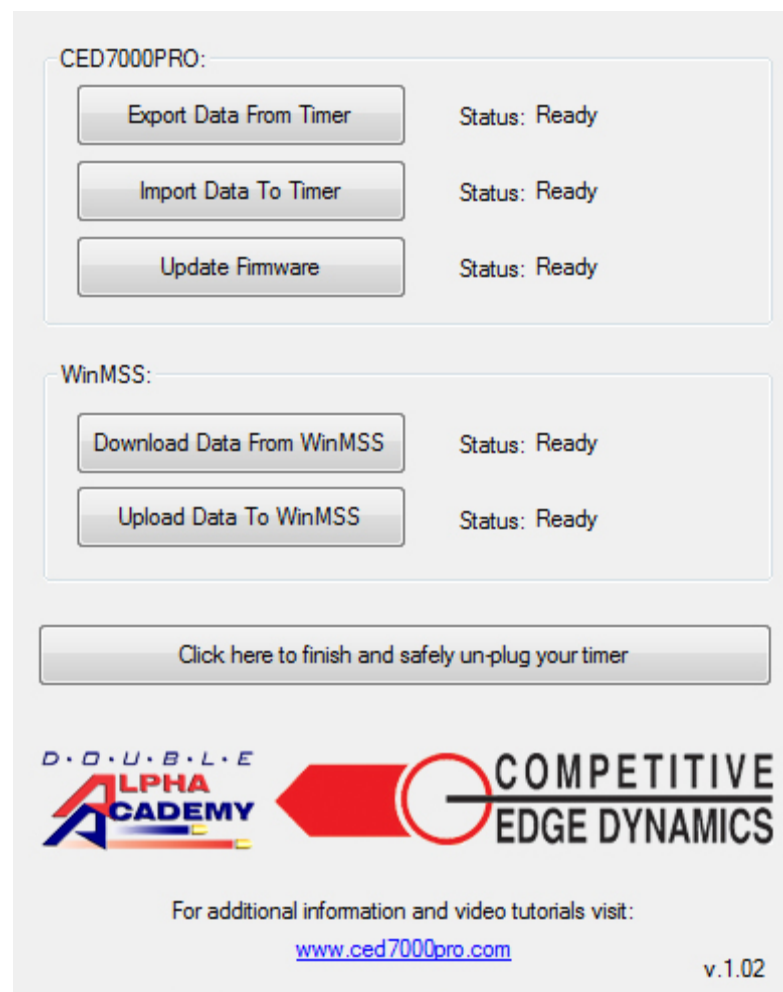 CED7000PRO:
Export Data From Timer
Status: Ready
Import Data To Timer
Status: Ready
Update Firmware
Status: Ready
WinMSS:
Download Data From WinMSS
Status: Ready
Upload Data To WinMSS
Status: Ready
Click here to finish and safely un-plug your timer
D·O·U·B·L·E
ALPHA
ACADEMY
COMPETITIVE
EDGE DYNAMICS
For additional information and video tutorials visit:
www.ced7000pro.com
v.1.02